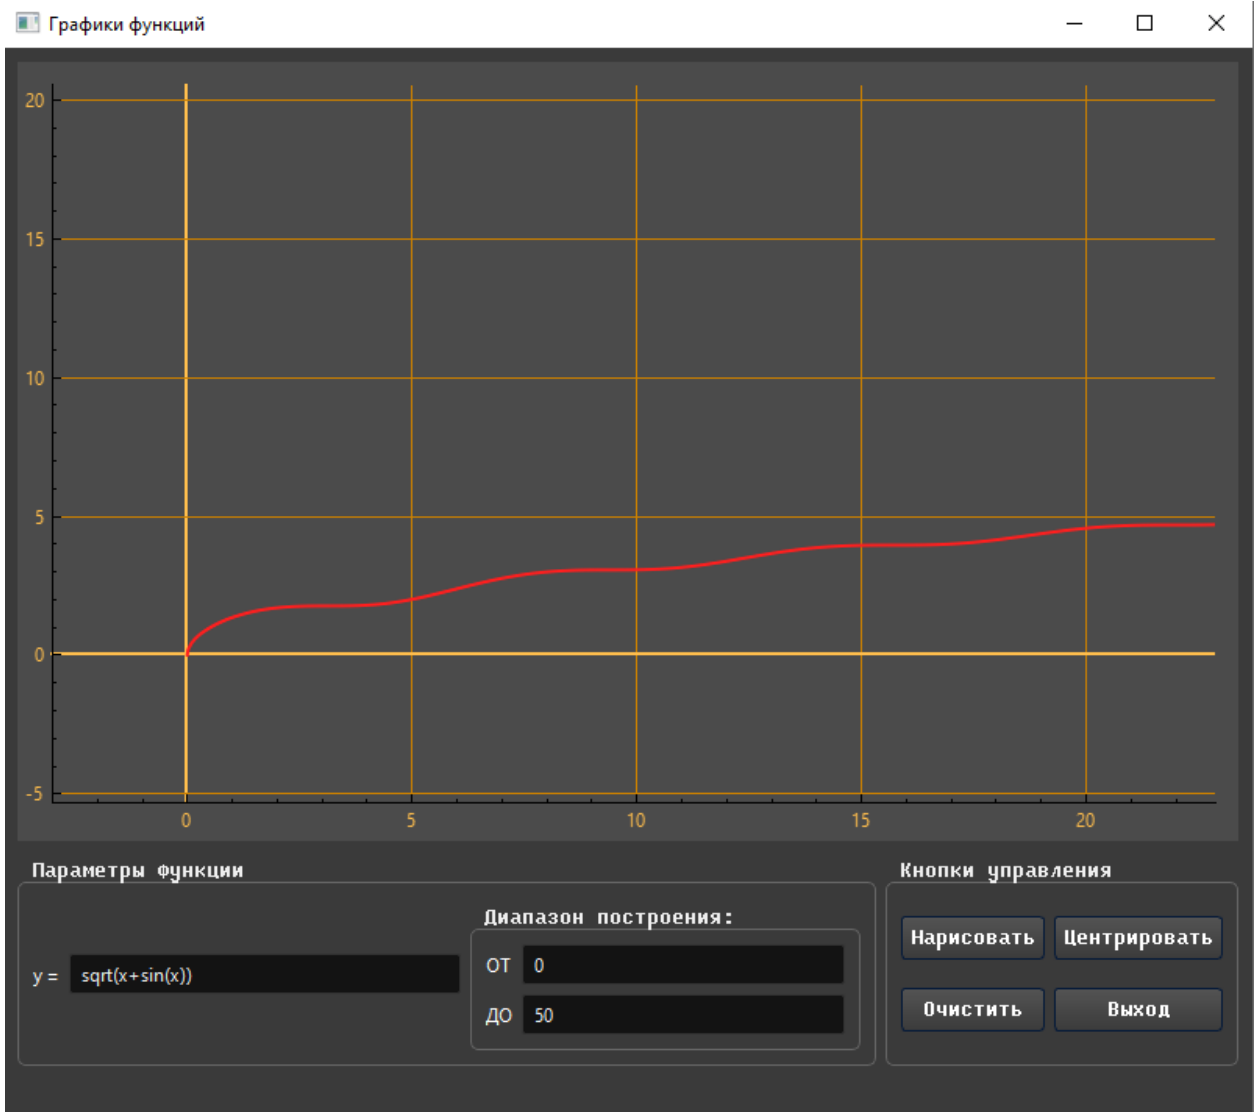 Графики функций
20
15
10
5
0
-5
0 5 10 15 20
Параметры функции
Кнопки управления
Диапазон построения:
y = sqrt(x+sin(x))
ОТ 0
ДО 50
Нарисовать Центрировать
Очистить Выход